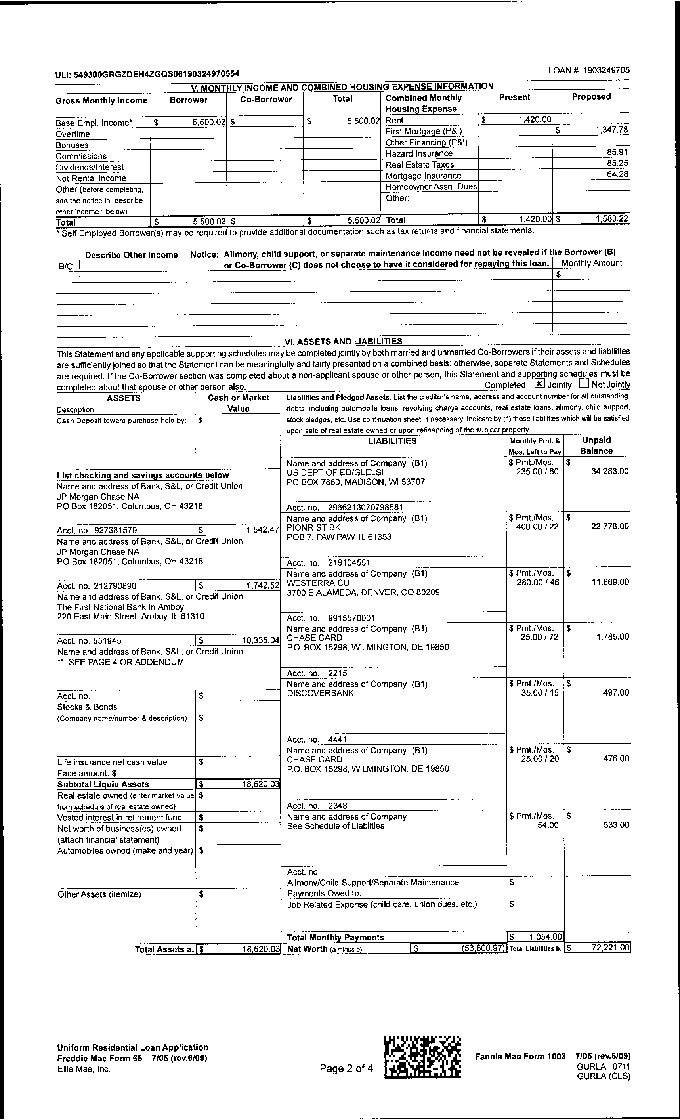 ULI: 549300GRGZDEH4ZGQS06190324970554
LOAN #: 1903249705
V. MONTHLY INCOME AND COMBINED HOUSING EXPENSE INFORMATION
Gross Monthly Income Borrower Co-Borrower Total Combined Monthly Housing Expense Present Proposed
Base Empl. Income* $ 5,500.02 $ $ 5,500.02 Rent $ 1,420.00
Overtime First Mortgage (P&I) $ 1,347.78
Bonuses Other Financing (P&I)
Commissions Hazard Insurance 85.91
Dividends/Interest Real Estate Taxes 85.25
Net Rental Income Mortgage Insurance 64.28
Other (before completing, Homeowner Assn. Dues
see the notice in "describe Other:
other income" below)
Total $ 5,500.02 $ $ 5,500.02 Total $ 1,420.00 $ 1,583.22
* Self Employed Borrower(s) may be required to provide additional documentation such as tax returns and financial statements.
Describe Other Income Notice: Alimony, child support, or separate maintenance income need not be revealed if the Borrower (B)
B/C or Co-Borrower (C) does not choose to have it considered for repaying this loan. Monthly Amount
$
VI. ASSETS AND LIABILITIES
This Statement and any applicable supporting schedules may be completed jointly by both married and unmarried Co-Borrowers if their assets and liabilities
are sufficiently joined so that the Statement can be meaningfully and fairly presented on a combined basis; otherwise, separate Statements and Schedules
are required. If the Co-Borrower section was completed about a non-applicant spouse or other person, this Statement and supporting schedules must be
completed about that spouse or other person also. Completed X Jointly Not Jointly
ASSETS Cash or Market Value
Description
Cash Deposit toward purchase held by: $
List checking and savings accounts below
Name and address of Bank, S&L, or Credit Union
JP Morgan Chase NA
PO Box 182051, Columbus, OH 43218
Acct. no. 927381570 $ 1,542.47
Name and address of Bank, S&L, or Credit Union
JP Morgan Chase NA
PO Box 182051, Columbus, OH 43218
Acct. no. 212790890 $ 1,742.52
Name and address of Bank, S&L, or Credit Union
The First National Bank In Amboy
220 East Main Street, Amboy, IL 61310
Acct. no. 551945 $ 10,335.04
Name and address of Bank, S&L, or Credit Union
** SEE PAGE 4 OR ADDENDUM
Acct. no. $
Stocks & Bonds
(Company name/number & description) $
Life insurance net cash value $
Face amount: $
Subtotal Liquid Assets $ 18,620.03
Real estate owned (enter market value $
from schedule of real estate owned)
Vested interest in retirement fund $
Net worth of business(es) owned $
(attach financial statement)
Automobiles owned (make and year) $
Other Assets (itemize) $
Total Assets a. $ 18,620.03
Liabilities and Pledged Assets. List the creditor's name, address and account number for all outstanding
debts, including automobile loans, revolving charge accounts, real estate loans, alimony, child support,
stock pledges, etc. Use continuation sheet, if necessary. Indicate by (*) those liabilities which will be satisfied
upon sale of real estate owned or upon refinancing of the subject property.
LIABILITIES Monthly Pmt. & Mos. Left to Pay Unpaid Balance
Name and address of Company (B1) $ Pmt./Mos. $
US DEPT OF ED/GLELSI 235.00 / 80 34,283.00
PO BOX 7860, MADISON, WI 53707
Acct. no. 2936213070798581
Name and address of Company (B1) $ Pmt./Mos. $
PIONR ST BK 400.00 / 22 22,778.00
POB 7, PAW PAW, IL 61353
Acct. no. 219104501
Name and address of Company (B1) $ Pmt./Mos. $
WESTERRA CU 280.00 / 46 11,869.00
3700 E ALAMEDA, DENVER, CO 80209
Acct. no. 9915570001
Name and address of Company (B1) $ Pmt./Mos. $
CHASE CARD 25.00 / 72 1,785.00
P.O. BOX 15298, WILMINGTON, DE 19850
Acct. no. 2215
Name and address of Company (B1) $ Pmt./Mos. $
DISCOVERBANK 35.00 / 15 497.00
Acct. no. 4441
Name and address of Company (B1) $ Pmt./Mos. $
CHASE CARD 25.00 / 20 476.00
P.O. BOX 15298, WILMINGTON, DE 19850
Acct. no. 2348
Name and address of Company $ Pmt./Mos. $
See Schedule of Liabilities 54.00 533.00
Acct. no.
Alimony/Child Support/Separate Maintenance $
Payments Owed to:
Job Related Expense (child care, union dues, etc.) $
Total Monthly Payments $ 1,054.00
Net Worth (a minus b) $ (53,600.97) Total Liabilities b. $ 72,221.00
Uniform Residential Loan Application
Freddie Mac Form 65 7/05 (rev.6/09)
Ellie Mae, Inc.
Page 2 of 4
Fannie Mae Form 1003 7/05 (rev.6/09)
GURLA 0711
GURLA (CLS)